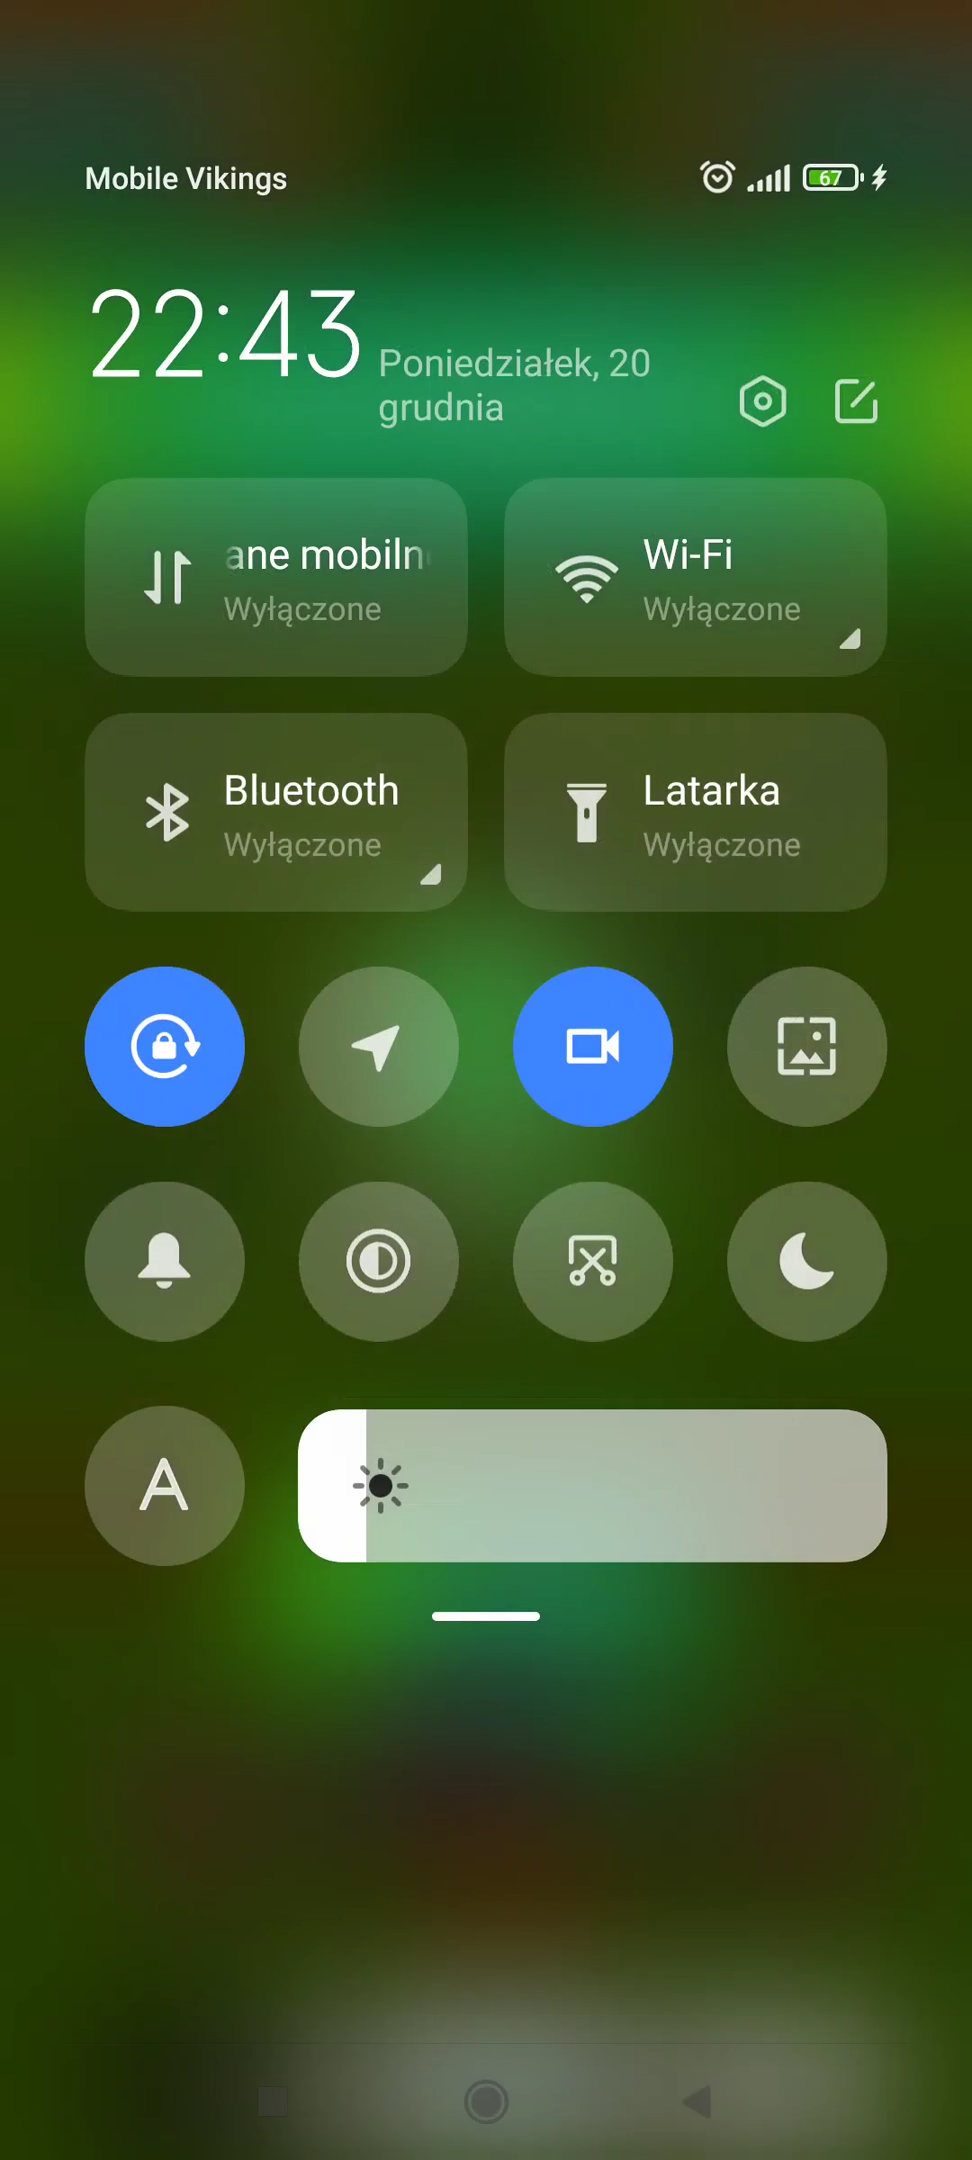 Mobile Vikings
67
22:43
Poniedziałek, 20
grudnia
ane mobiln
Wyłączone
Wi-Fi
Wyłączone
Bluetooth
Wyłączone
Latarka
Wyłączone
A